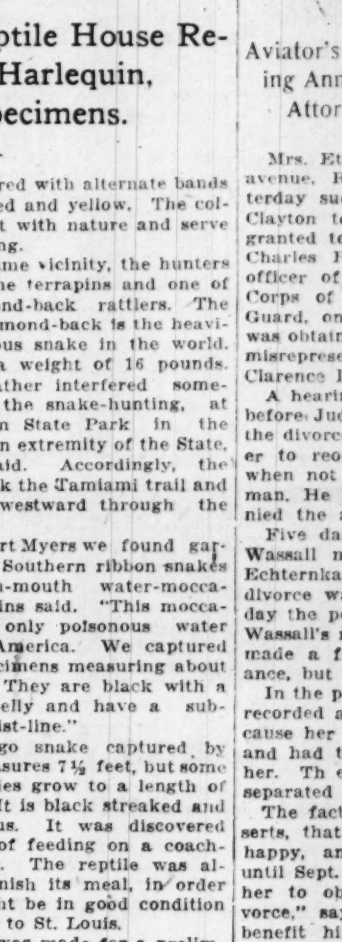 ptile House Re-
Harlequin,
pecimens.
red with alternate bands
ed and yellow. The col-
t with nature and serve
ng.
ame vicinity, the hunters
ne terrapins and one of
nd-back rattlers. The
mond-back is the heavi-
ous snake in the world.
a weight of 16 pounds.
ather interfered some-
the snake-hunting, at
n State Park in the
n extremity of the State,
aid. Accordingly, the
k the Tamiami trail and
westward through the
rt Myers we found gar-
Southern ribbon snakes
n-mouth water-mocca-
ins said. "This mocca-
only poisonous water
America. We captured
cimens measuring about
They are black with a
elly and have a sub-
ist-line."
go snake captured by
sures 7½ feet, but some
es grow to a length of
It is black streaked and
us. It was discovered
of feeding on a coach-
. The reptile was al-
nish its meal, in order
ht be in good condition
to St. Louis.
was made for a prelim-
Aviator's
ing Ann
Attor
Mrs. Et
avenue, F
terday su
Clayton t
granted t
Charles F
officer of
Corps of
Guard, on
was obtain
misreprese
Clarence
A hearin
before Jud
the divorc
er to reo
when not
man. He
nied the a
Five da
Wassall n
Echternka
divorce w
day the p
Wassall's
made a f
ance, but
In the p
recorded a
cause her
and had t
her. Th e
separated
The fact
serts, that
happy, an
until Sept.
her to ob
vorce," say
benefit hi